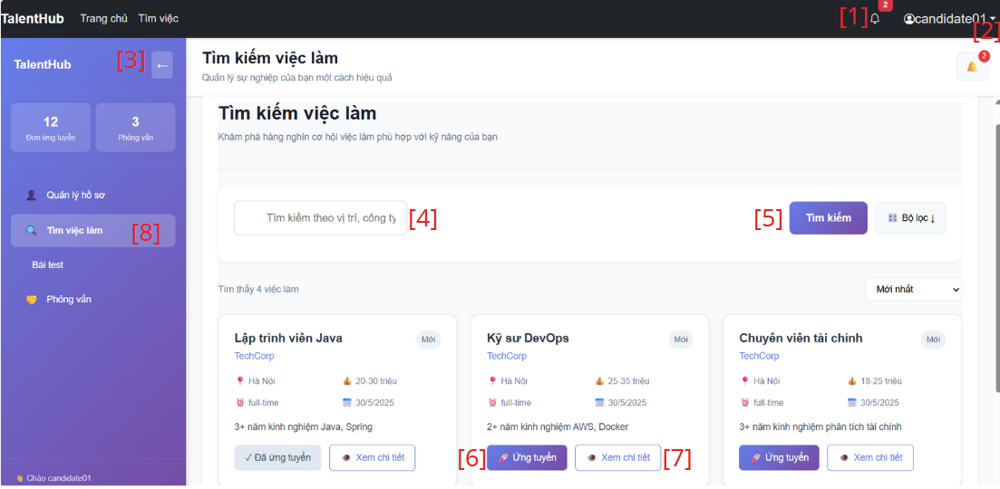 TalentHub Trang chủ Tìm việc [1] 2 candidate01 [2]
TalentHub [3] ←
12 3
Đơn ứng tuyển Phỏng vấn
Quản lý hồ sơ
Tìm việc làm [8]
Bài test
Phỏng vấn
Chào candidate01
Tìm kiếm việc làm
Quản lý sự nghiệp của bạn một cách hiệu quả
2
Tìm kiếm việc làm
Khám phá hàng nghìn cơ hội việc làm phù hợp với kỹ năng của bạn
Tìm kiếm theo vị trí, công ty [4] [5] Tìm kiếm Bộ lọc ↓
Tìm thấy 4 việc làm Mới nhất
Lập trình viên Java Mới
TechCorp
Hà Nội 20-30 triệu
full-time 30/5/2025
3+ năm kinh nghiệm Java, Spring
✓ Đã ứng tuyển Xem chi tiết
Kỹ sư DevOps Mới
TechCorp
Hà Nội 25-35 triệu
full-time 30/5/2025
2+ năm kinh nghiệm AWS, Docker
[6] Ứng tuyển Xem chi tiết [7]
Chuyên viên tài chính Mới
TechCorp
Hà Nội 18-25 triệu
full-time 30/5/2025
3+ năm kinh nghiệm phân tích tài chính
Ứng tuyển Xem chi tiết